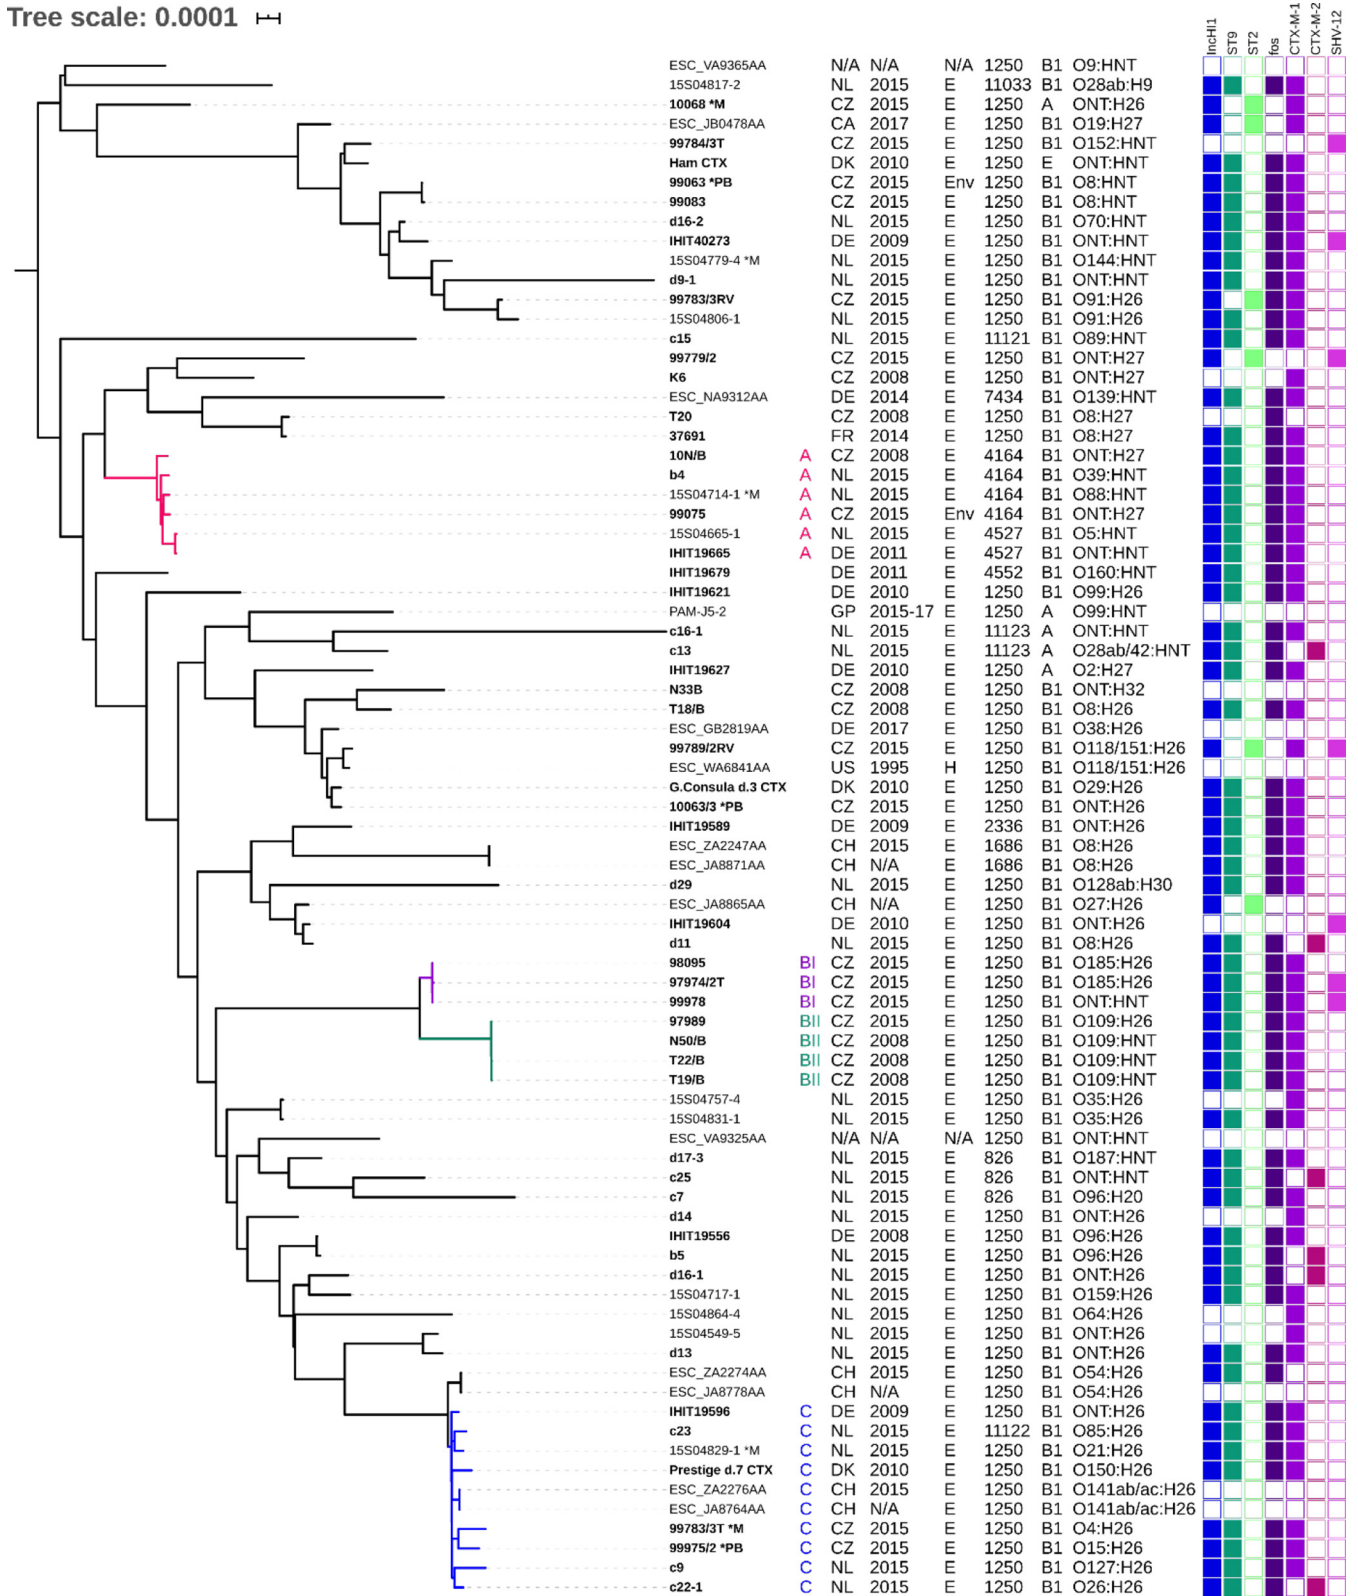 Tree scale: 0.0001
IncHI1 ST9 ST2 fos CTX-M-1 CTX-M-2 SHV-12
ESC_VA9365AA N/A N/A N/A 1250 B1 O9:HNT
15S04817-2 NL 2015 E 11033 B1 O28ab:H9
10068 *M CZ 2015 E 1250 A ONT:H26
ESC_JB0478AA CA 2017 E 1250 B1 O19:H27
99784/3T CZ 2015 E 1250 B1 O152:HNT
Ham CTX DK 2010 E 1250 E ONT:HNT
99063 *PB CZ 2015 Env 1250 B1 O8:HNT
99083 CZ 2015 E 1250 B1 O8:HNT
d16-2 NL 2015 E 1250 B1 O70:HNT
IHIT40273 DE 2009 E 1250 B1 ONT:HNT
15S04779-4 *M NL 2015 E 1250 B1 O144:HNT
d9-1 NL 2015 E 1250 B1 ONT:HNT
99783/3RV CZ 2015 E 1250 B1 O91:H26
15S04806-1 NL 2015 E 1250 B1 O91:H26
c15 NL 2015 E 11121 B1 O89:HNT
99779/2 CZ 2015 E 1250 B1 ONT:H27
K6 CZ 2008 E 1250 B1 ONT:H27
ESC_NA9312AA DE 2014 E 7434 B1 O139:HNT
T20 CZ 2008 E 1250 B1 O8:H27
37691 FR 2014 E 1250 B1 O8:H27
10N/B A CZ 2008 E 4164 B1 ONT:H27
b4 A NL 2015 E 4164 B1 O39:HNT
15S04714-1 *M A NL 2015 E 4164 B1 O88:HNT
99075 A CZ 2015 Env 4164 B1 ONT:H27
15S04665-1 A NL 2015 E 4527 B1 O5:HNT
IHIT19665 A DE 2011 E 4527 B1 ONT:HNT
IHIT19679 DE 2011 E 4552 B1 O160:HNT
IHIT19621 DE 2010 E 1250 B1 O99:H26
PAM-J5-2 GP 2015-17 E 1250 A O99:HNT
c16-1 NL 2015 E 11123 A ONT:HNT
c13 NL 2015 E 11123 A O28ab/42:HNT
IHIT19627 DE 2010 E 1250 A O2:H27
N33B CZ 2008 E 1250 B1 ONT:H32
T18/B CZ 2008 E 1250 B1 O8:H26
ESC_GB2819AA DE 2017 E 1250 B1 O38:H26
99789/2RV CZ 2015 E 1250 B1 O118/151:H26
ESC_WA6841AA US 1995 H 1250 B1 O118/151:H26
G.Consula d.3 CTX DK 2010 E 1250 B1 O29:H26
10063/3 *PB CZ 2015 E 1250 B1 ONT:H26
IHIT19589 DE 2009 E 2336 B1 ONT:H26
ESC_ZA2247AA CH 2015 E 1686 B1 O8:H26
ESC_JA8871AA CH N/A E 1686 B1 O8:H26
d29 NL 2015 E 1250 B1 O128ab:H30
ESC_JA8865AA CH N/A E 1250 B1 O27:H26
IHIT19604 DE 2010 E 1250 B1 ONT:H26
d11 NL 2015 E 1250 B1 O8:H26
98095 BI CZ 2015 E 1250 B1 O185:H26
97974/2T BI CZ 2015 E 1250 B1 O185:H26
99978 BI CZ 2015 E 1250 B1 ONT:HNT
97989 BII CZ 2015 E 1250 B1 O109:H26
N50/B BII CZ 2008 E 1250 B1 O109:HNT
T22/B BII CZ 2008 E 1250 B1 O109:HNT
T19/B BII CZ 2008 E 1250 B1 O109:HNT
15S04757-4 NL 2015 E 1250 B1 O35:H26
15S04831-1 NL 2015 E 1250 B1 O35:H26
ESC_VA9325AA N/A N/A N/A 1250 B1 ONT:HNT
d17-3 NL 2015 E 826 B1 O187:HNT
c25 NL 2015 E 826 B1 ONT:HNT
c7 NL 2015 E 826 B1 O96:H20
d14 NL 2015 E 1250 B1 ONT:H26
IHIT19556 DE 2008 E 1250 B1 O96:H26
b5 NL 2015 E 1250 B1 O96:H26
d16-1 NL 2015 E 1250 B1 ONT:H26
15S04717-1 NL 2015 E 1250 B1 O159:H26
15S04864-4 NL 2015 E 1250 B1 O64:H26
15S04549-5 NL 2015 E 1250 B1 ONT:H26
d13 NL 2015 E 1250 B1 ONT:H26
ESC_ZA2274AA CH 2015 E 1250 B1 O54:H26
ESC_JA8778AA CH N/A E 1250 B1 O54:H26
IHIT19596 C DE 2009 E 1250 B1 ONT:H26
c23 C NL 2015 E 11122 B1 O85:H26
15S04829-1 *M C NL 2015 E 1250 B1 O21:H26
Prestige d.7 CTX C DK 2010 E 1250 B1 O150:H26
ESC_ZA2276AA C CH 2015 E 1250 B1 O141ab/ac:H26
ESC_JA8764AA C CH N/A E 1250 B1 O141ab/ac:H26
99783/3T *M C CZ 2015 E 1250 B1 O4:H26
99975/2 *PB C CZ 2015 E 1250 B1 O15:H26
c9 C NL 2015 E 1250 B1 O127:H26
c22-1 C NL 2015 E 1250 B1 O26:H26